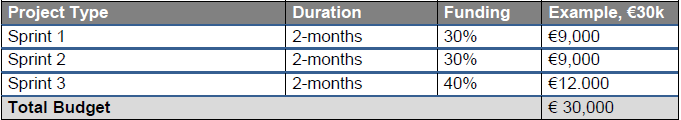 Project Type Duration Funding Example, €30k
Sprint 1 2-months 30% €9,000
Sprint 2 2-months 30% €9,000
Sprint 3 2-months 40% €12.000
Total Budget € 30,000